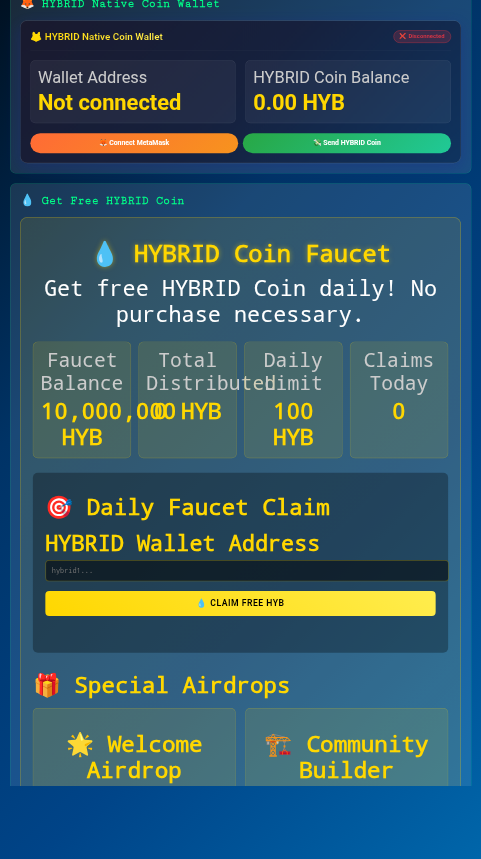 HYBRID Native Coin Wallet
HYBRID Native Coin Wallet
Disconnected
Wallet Address
Not connected
HYBRID Coin Balance
0.00 HYB
Connect MetaMask
Send HYBRID Coin
Get Free HYBRID Coin
HYBRID Coin Faucet
Get free HYBRID Coin daily! No
purchase necessary.
Faucet
Balance
10,000,000
HYB
Total
Distributed
0 HYB
Daily
Limit
100
HYB
Claims
Today
0
Daily Faucet Claim
HYBRID Wallet Address
hybrid1...
CLAIM FREE HYB
Special Airdrops
Welcome
Airdrop
Community
Builder